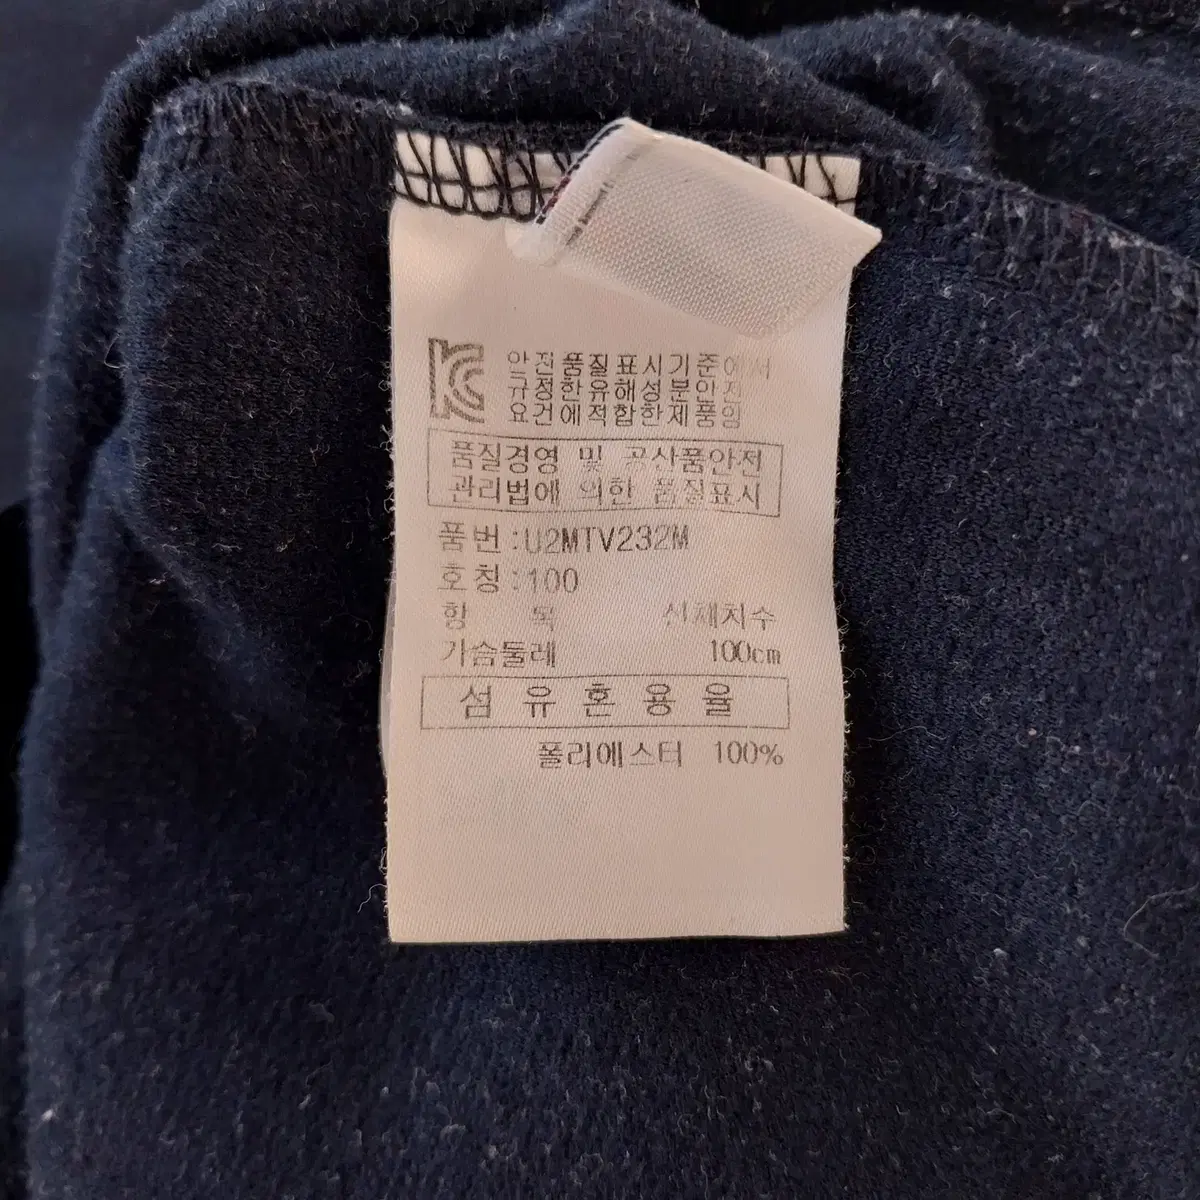 안전품질표시기준에서
규정한유해성분안전
요건에적합한제품임
품질경영 및 공산품안전
관리법에 의한 품질표시
품번:U2MTV232M
호칭:100
항 목 신체치수
가슴둘레 100cm
섬유혼용율
폴리에스터 100%